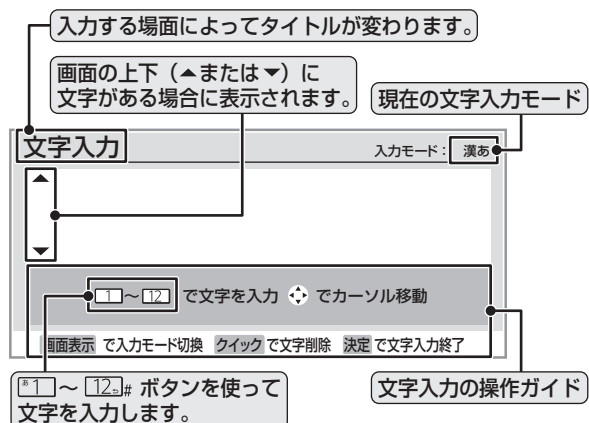 入力する場面によってタイトルが変わります。
画面の上下（▲または▼）に
文字がある場合に表示されます。
現在の文字入力モード
文字入力
入力モード： 漢あ
▲
▼
1～12 で文字を入力 でカーソル移動
画面表示 で入力モード切換 クイック で文字削除 決定 で文字入力終了
1～12# ボタンを使って
文字を入力します。
文字入力の操作ガイド